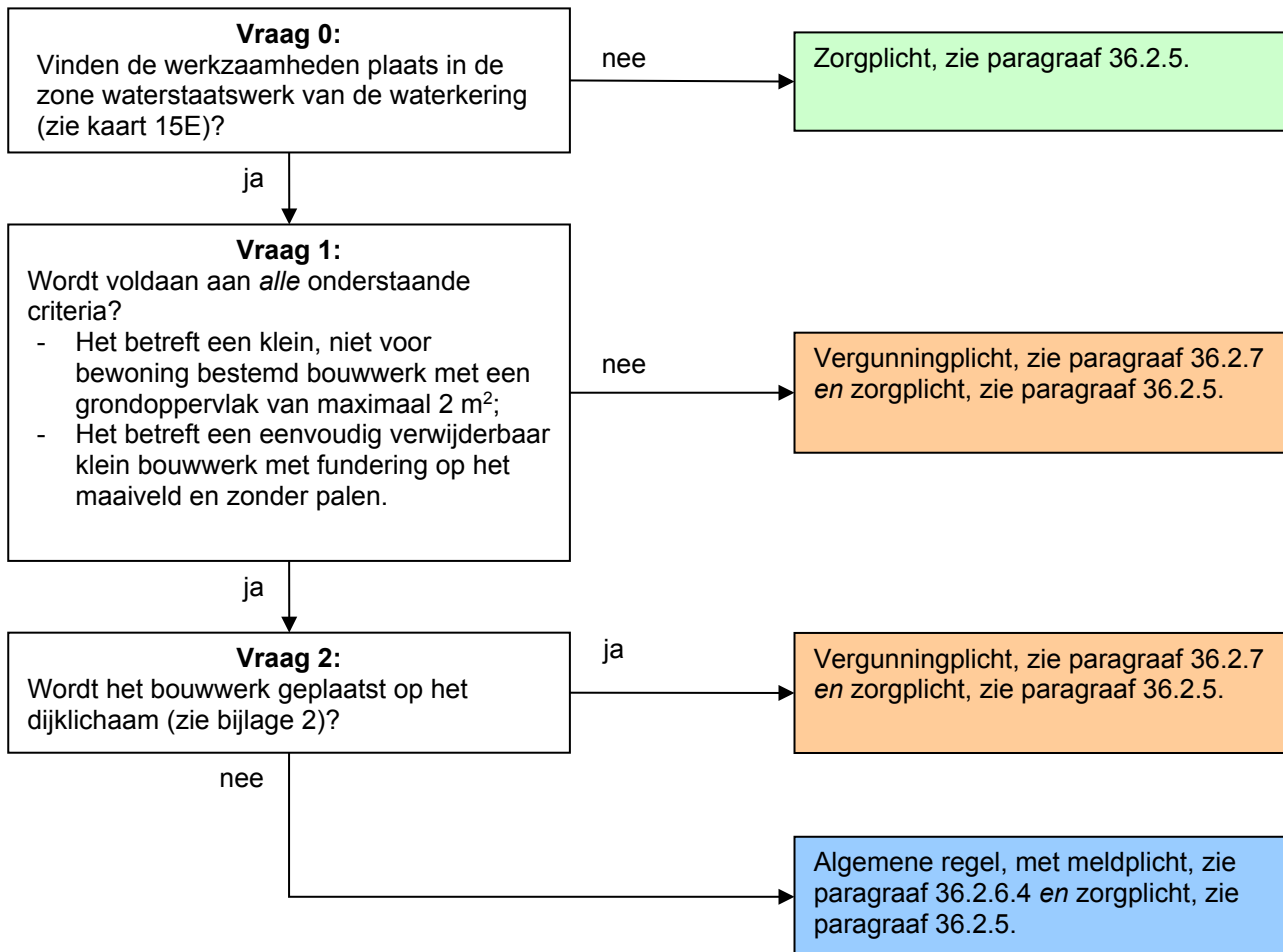 Vraag 0:
Vinden de werkzaamheden plaats in de
zone waterstaatswerk van de waterkering
(zie kaart 15E)?
nee
Zorgplicht, zie paragraaf 36.2.5.
ja
Vraag 1:
Wordt voldaan aan alle onderstaande
criteria?
- Het betreft een klein, niet voor
bewoning bestemd bouwwerk met een
grondoppervlak van maximaal 2 m²;
- Het betreft een eenvoudig verwijderbaar
klein bouwwerk met fundering op het
maaiveld en zonder palen.
nee
Vergunningplicht, zie paragraaf 36.2.7
en zorgplicht, zie paragraaf 36.2.5.
ja
Vraag 2:
Wordt het bouwwerk geplaatst op het
dijklichaam (zie bijlage 2)?
ja
Vergunningplicht, zie paragraaf 36.2.7
en zorgplicht, zie paragraaf 36.2.5.
nee
Algemene regel, met meldplicht, zie
paragraaf 36.2.6.4 en zorgplicht, zie
paragraaf 36.2.5.